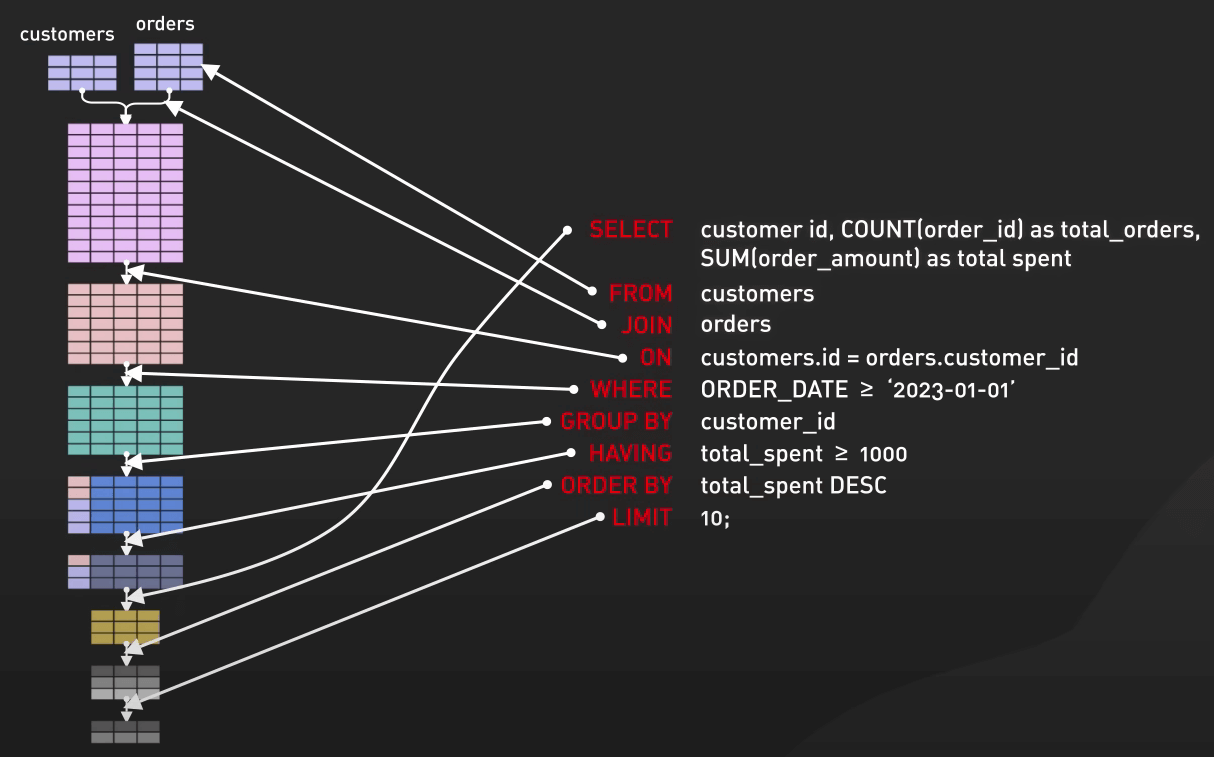 customers
orders
SELECT customer id, COUNT(order_id) as total_orders,
SUM(order_amount) as total spent
FROM customers
JOIN orders
ON customers.id = orders.customer_id
WHERE ORDER_DATE ≥ ‘2023-01-01’
GROUP BY customer_id
HAVING total_spent ≥ 1000
ORDER BY total_spent DESC
LIMIT 10;